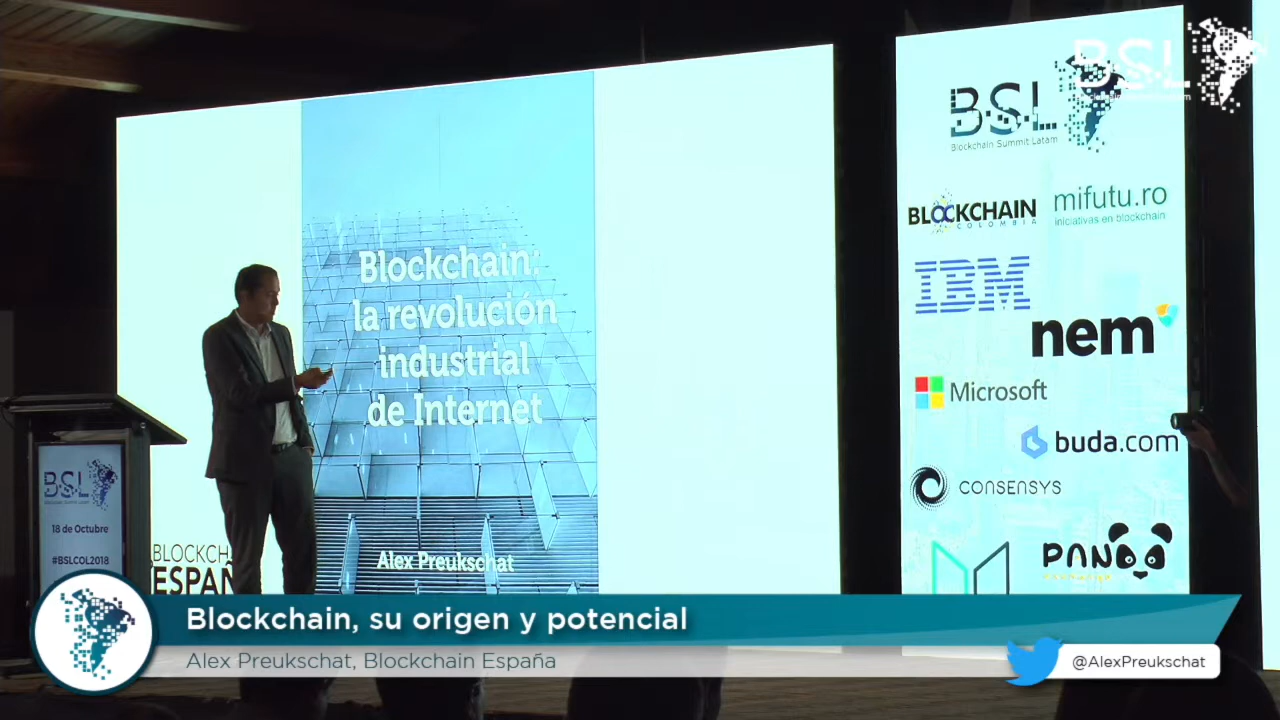 Blockchain:
la revolución
industrial
de Internet
Alex Preukschat
BLOCKCH
ESPAÑ
BSL
18 de Octubre
#BSLCOL2018
BSL
BSL
Blockchain Summit Latam
BLOCKCHAIN
COLOMBIA
mifutu.ro
iniciativas en blockchain
IBM
nem
Microsoft
buda.com
CONSENSYS
PANDA
Blockchain, su origen y potencial
Alex Preukschat, Blockchain España
@AlexPreukschat